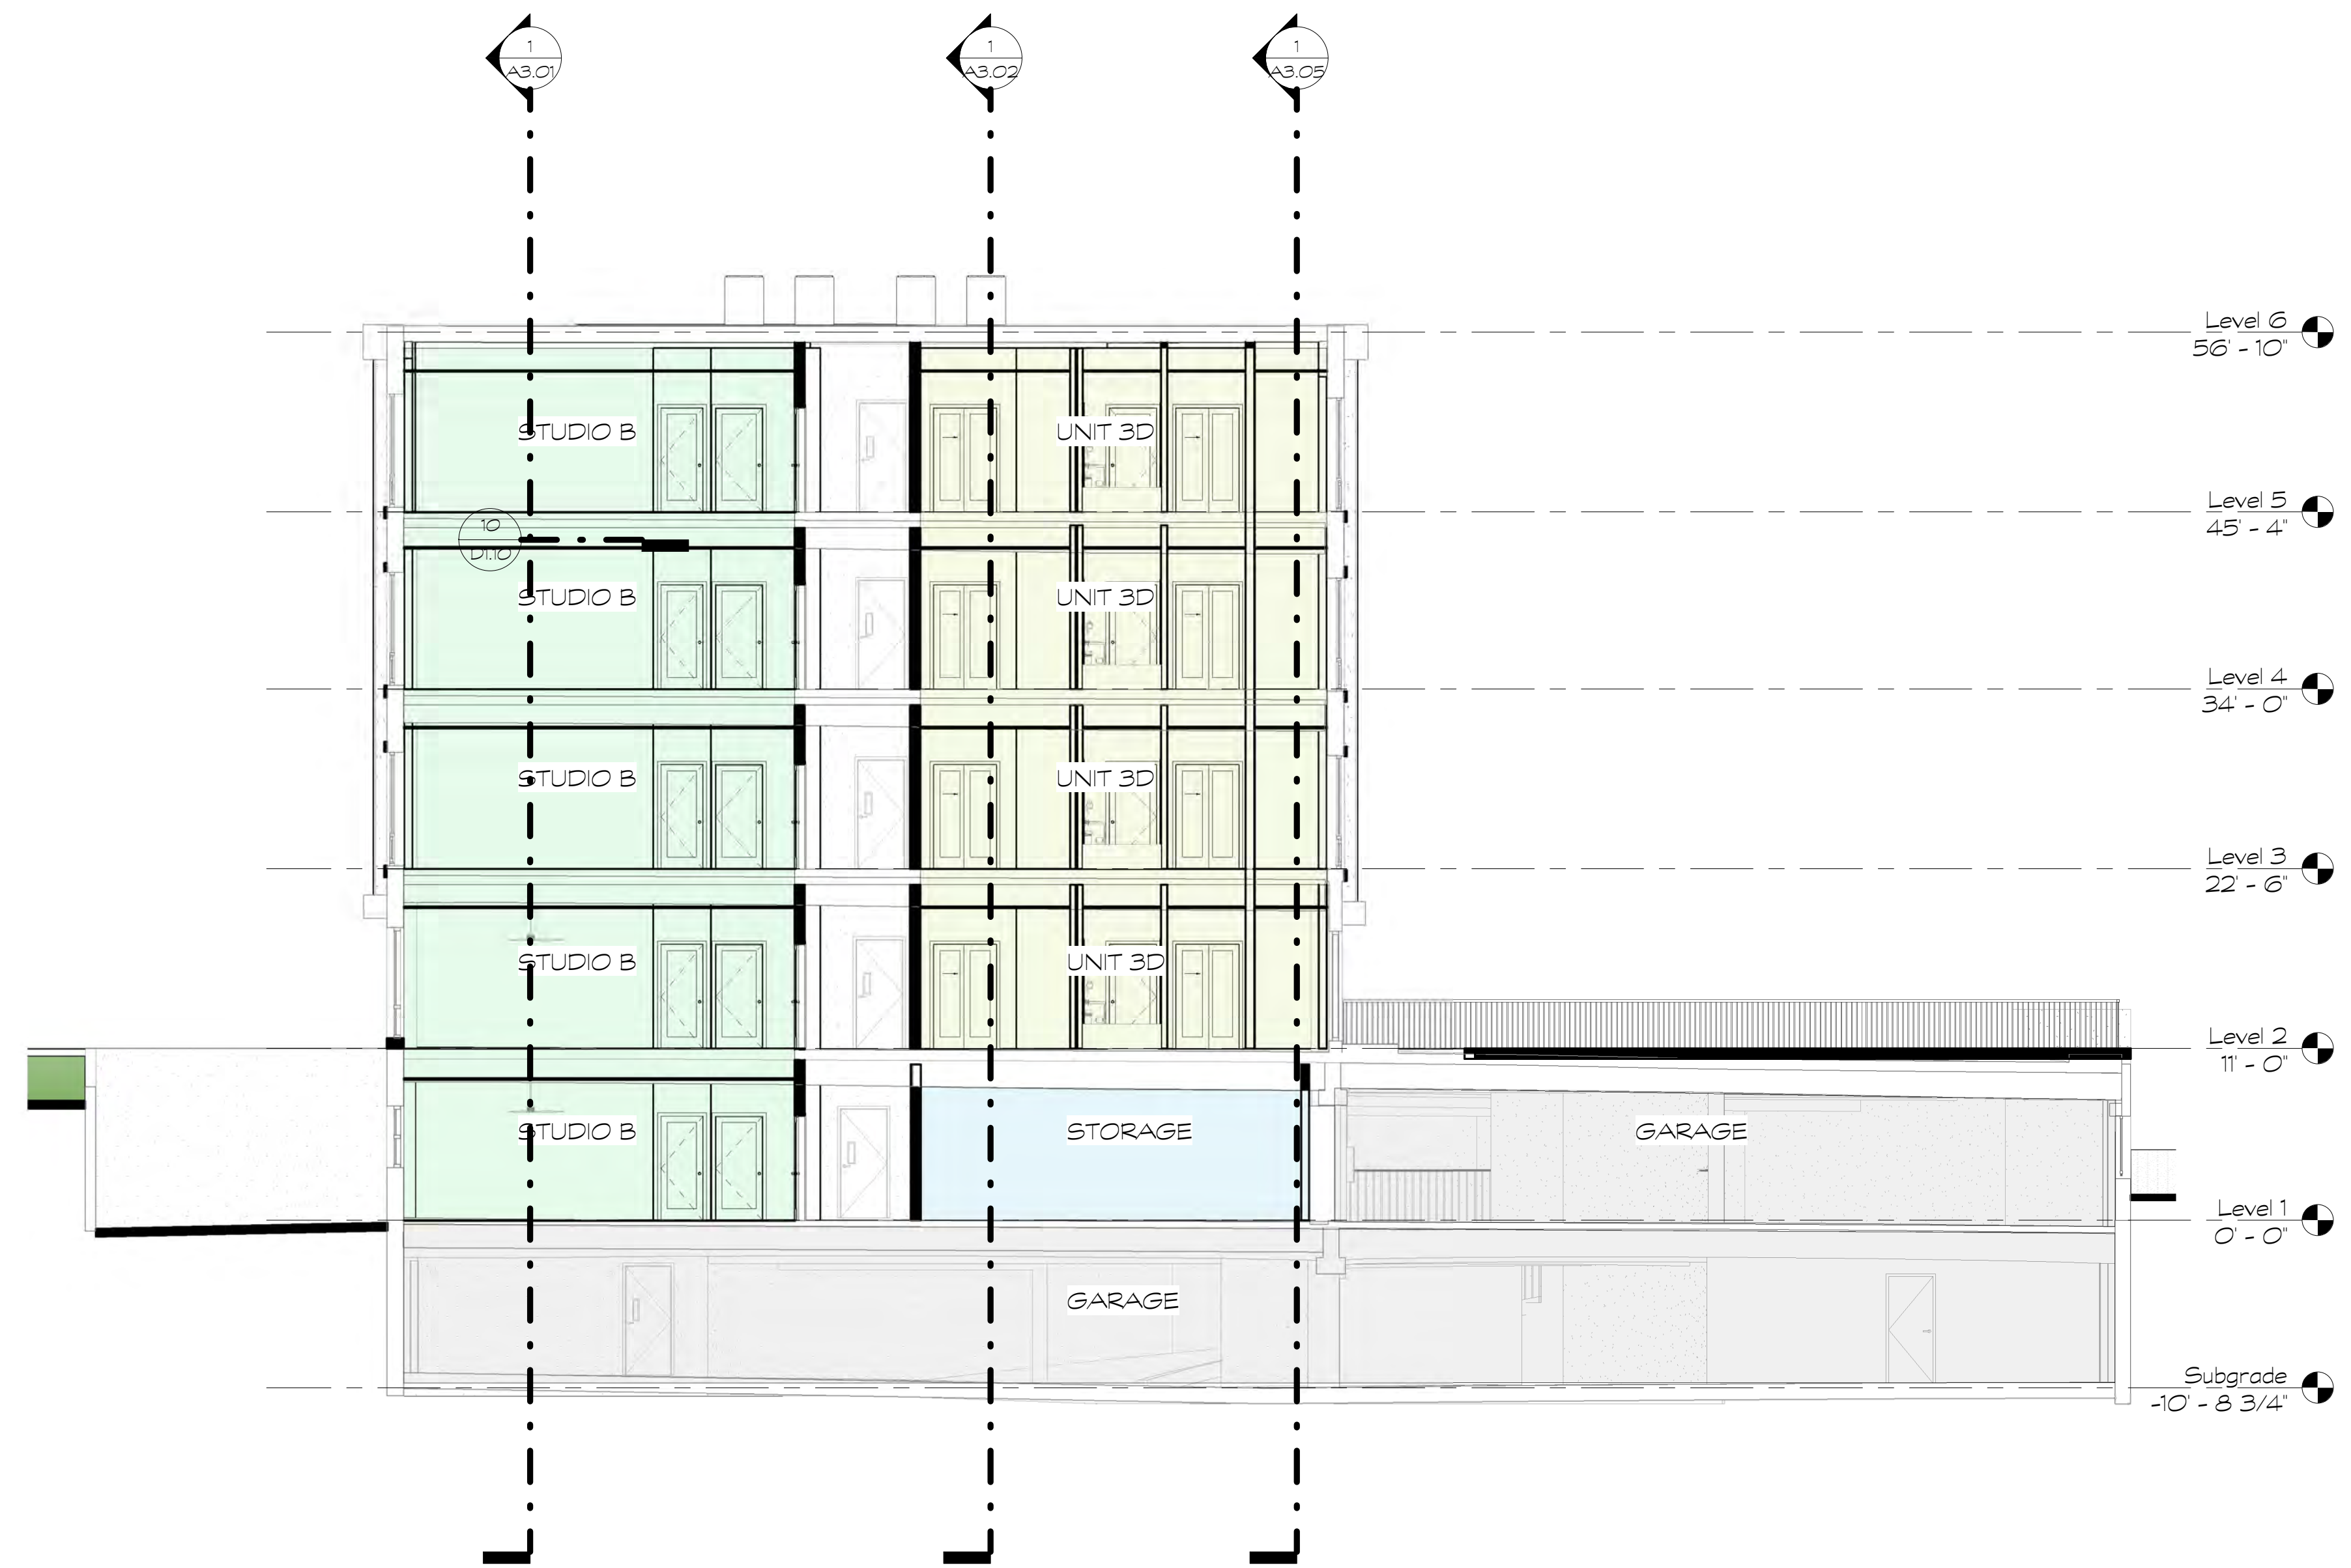 1
A3.01
1
A3.02
1
A3.05
Level 6
56' - 10"
STUDIO B
UNIT 3D
Level 5
45' - 4"
10
D1.10
STUDIO B
UNIT 3D
Level 4
34' - 0"
STUDIO B
UNIT 3D
Level 3
22' - 6"
STUDIO B
UNIT 3D
Level 2
11' - 0"
STUDIO B
STORAGE
GARAGE
Level 1
0' - 0"
GARAGE
Subgrade
-10' - 8 3/4"